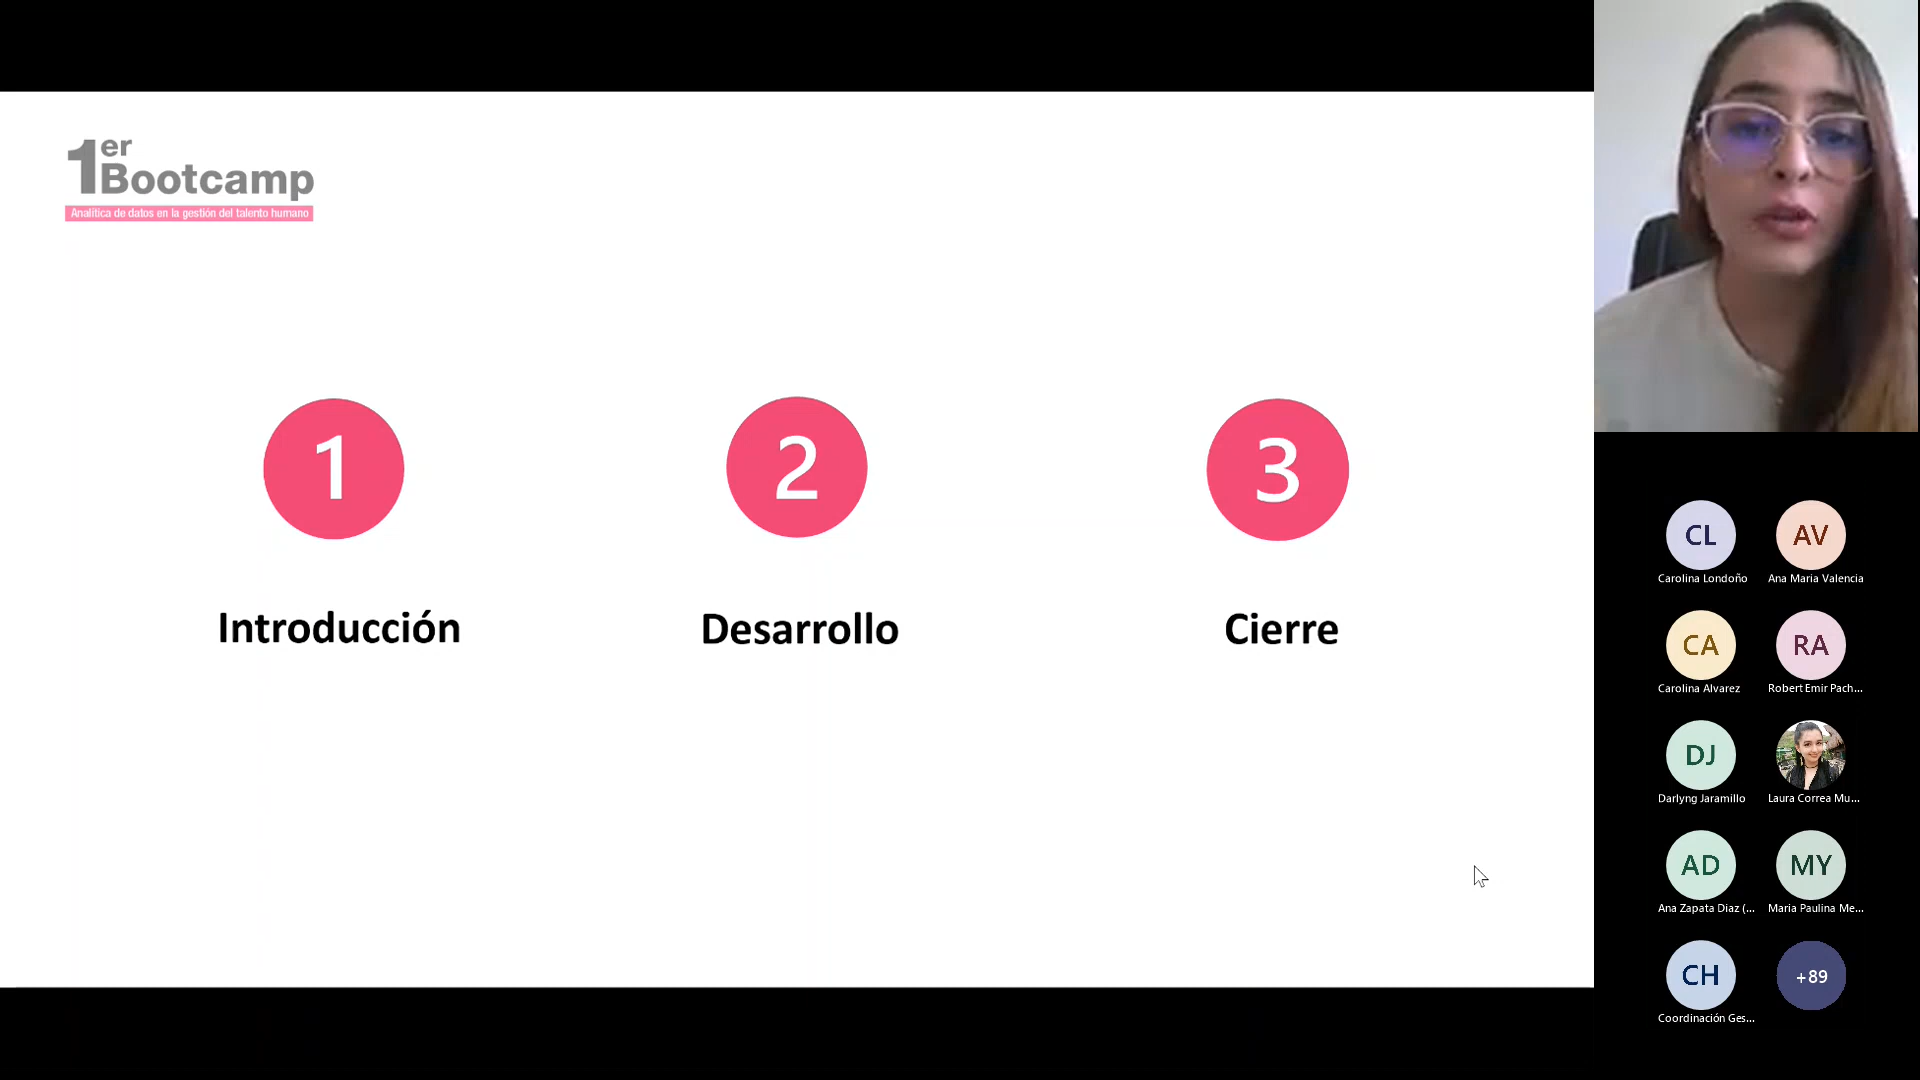 1er
Bootcamp
Analítica de datos en la gestión del talento humano
1
2
3
Introducción
Desarrollo
Cierre
CL
AV
Carolina Londoño
Ana Maria Valencia
CA
RA
Carolina Alvarez
Robert Emir Pach...
DJ
Darlyng Jaramillo
Laura Correa Mu...
AD
MY
Ana Zapata Diaz (...
Maria Paulina Me...
CH
+89
Coordinación Ges...